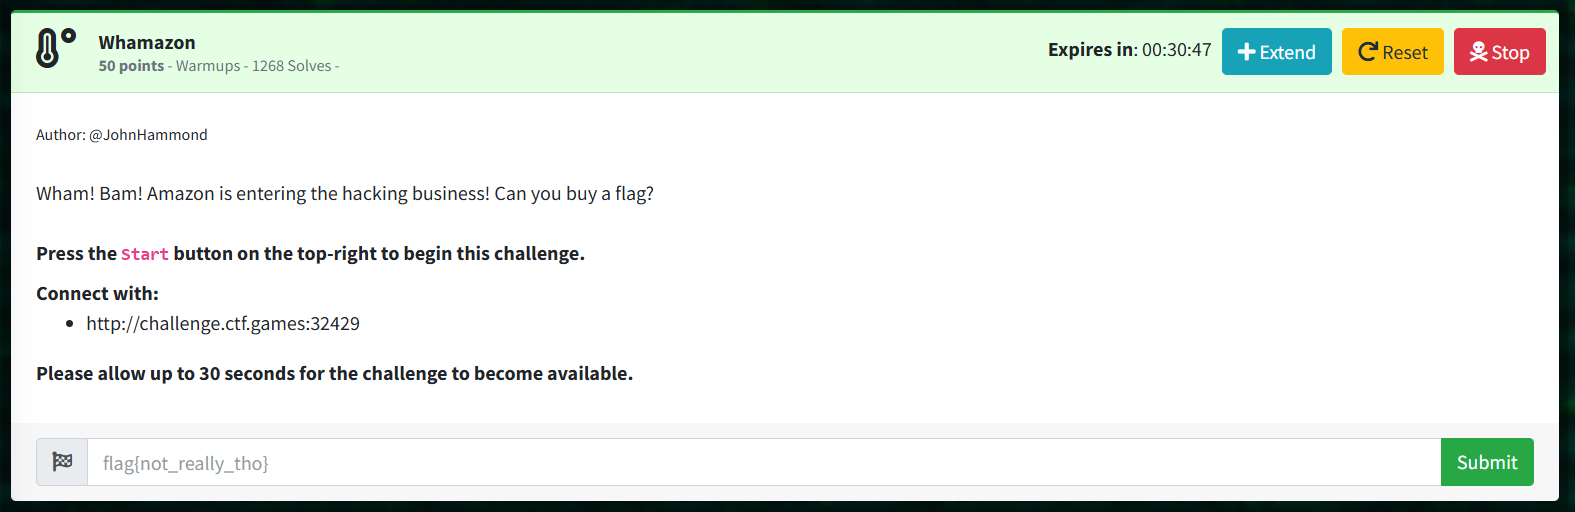 Whamazon
50 points - Warmups - 1268 Solves -
Expires in: 00:30:47
Extend
Reset
Stop
Author: @JohnHammond
Wham! Bam! Amazon is entering the hacking business! Can you buy a flag?
Press the Start button on the top-right to begin this challenge.
Connect with:
• http://challenge.ctf.games:32429
Please allow up to 30 seconds for the challenge to become available.
flag{not_really_tho}
Submit